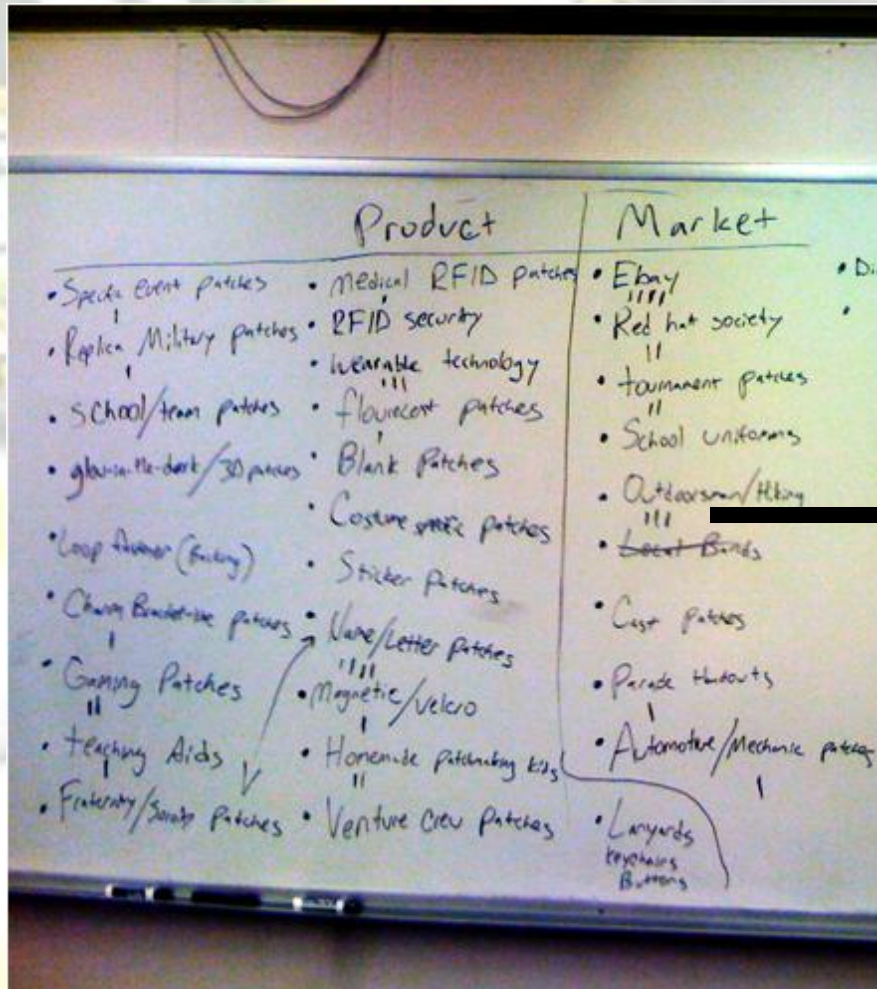 Product
Market
• Specia event patches
• Replica Military patches
• School/team patches
• glow-in-the-dark/3D patches
• Loop fastener (Backing)
• Charm Bracelet-like patches
• Gaming Patches
• teaching Aids
• Fraternity/Sorority patches
• Medical RFID patches
• RFID security
• wearable technology
• flourecent patches
• Blank Patches
• Costume specific patches
• Sticker Patches
• Name/Letter patches
• Magnetic/velcro
• Homemade patchmaking kids
• Venture Crew Patches
• Ebay
• Red hat society
• tournament patches
• School uniforms
• Outdoorsman/Hiking
• Local Bands
• Cast patches
• Parade Handouts
• Automotive/Mechanic patches
• Lanyards
Keychains
Buttons